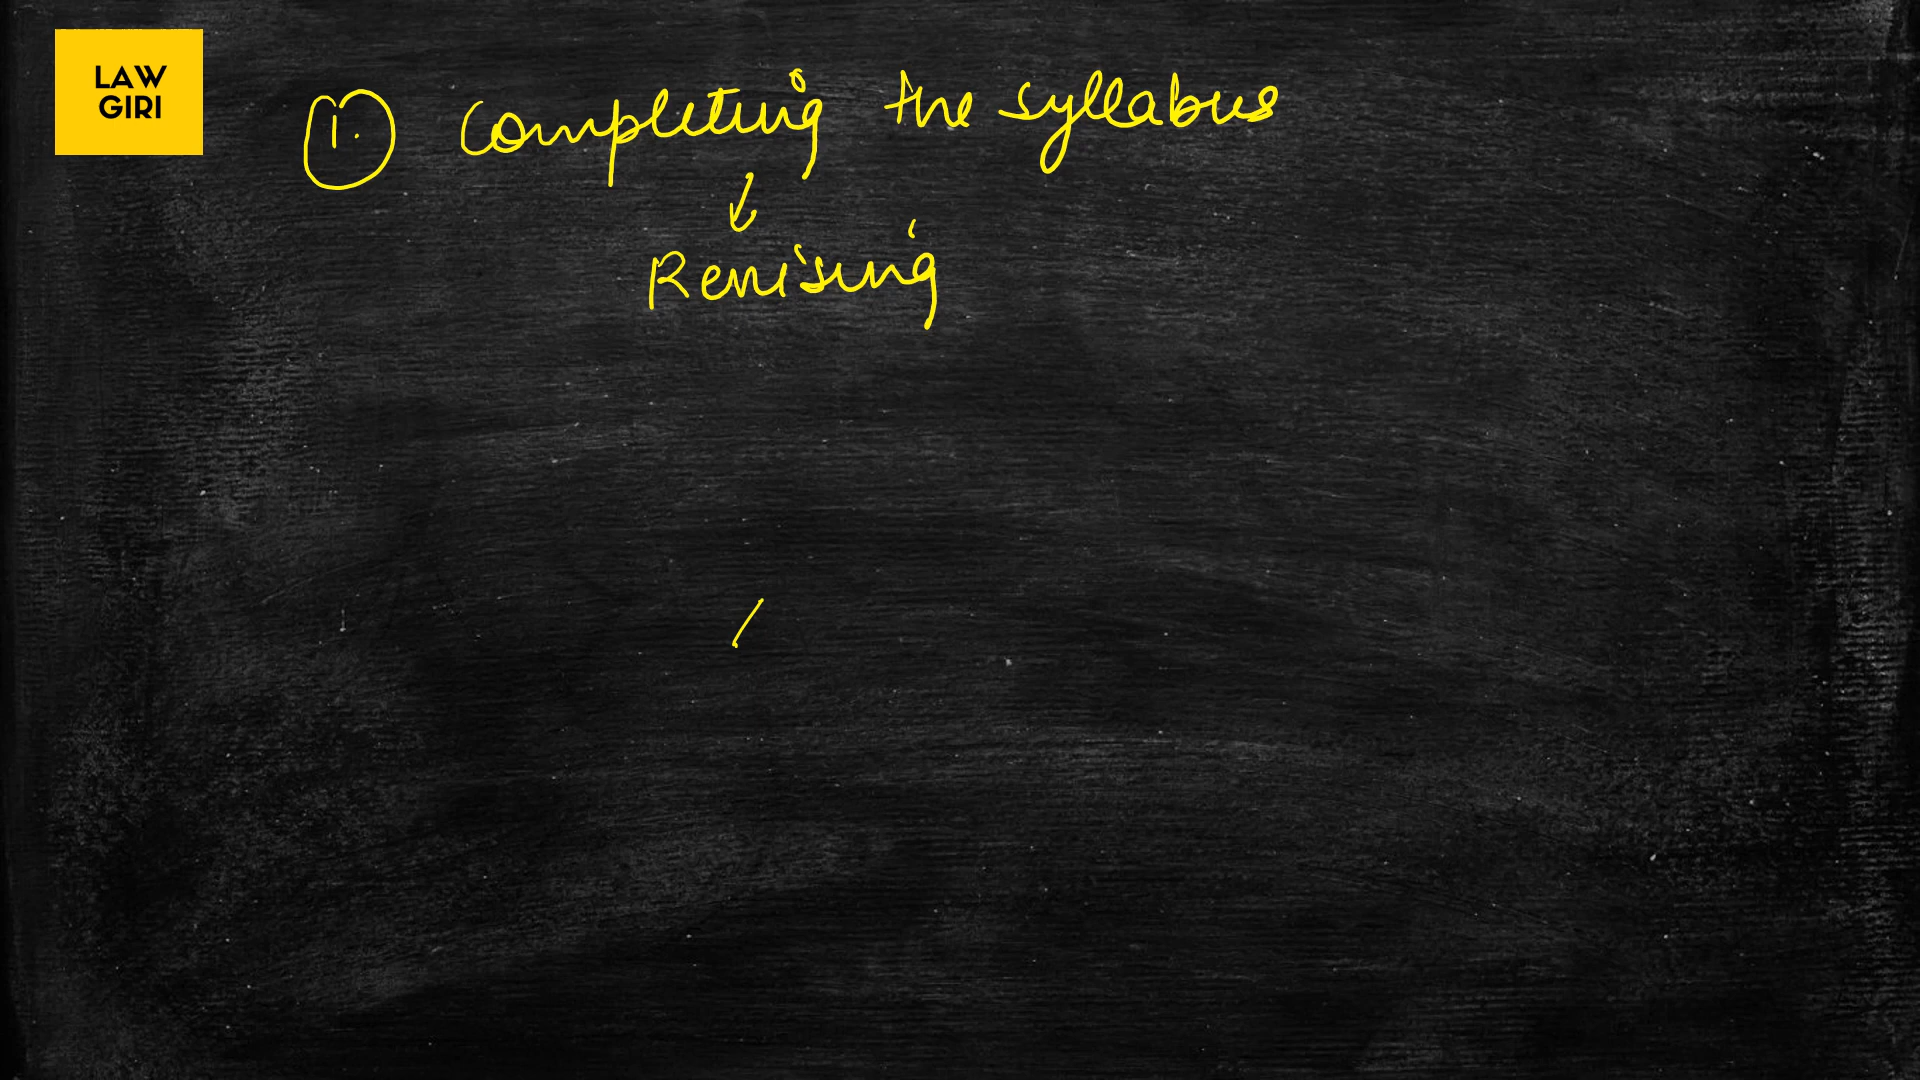 LAW
GIRI
1. Completing the syllabus
↓
Revising